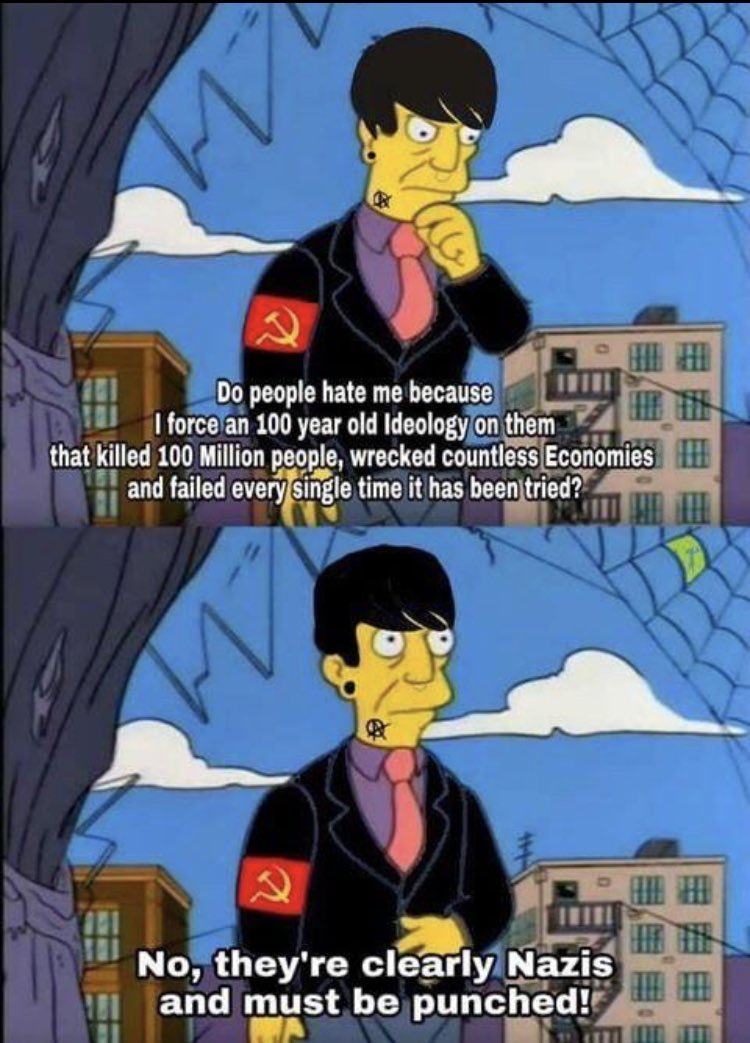 Do people hate me because
I force an 100 year old Ideology on them
that killed 100 Million people, wrecked countless Economies
and failed every single time it has been tried?
No, they're clearly Nazis
and must be punched!